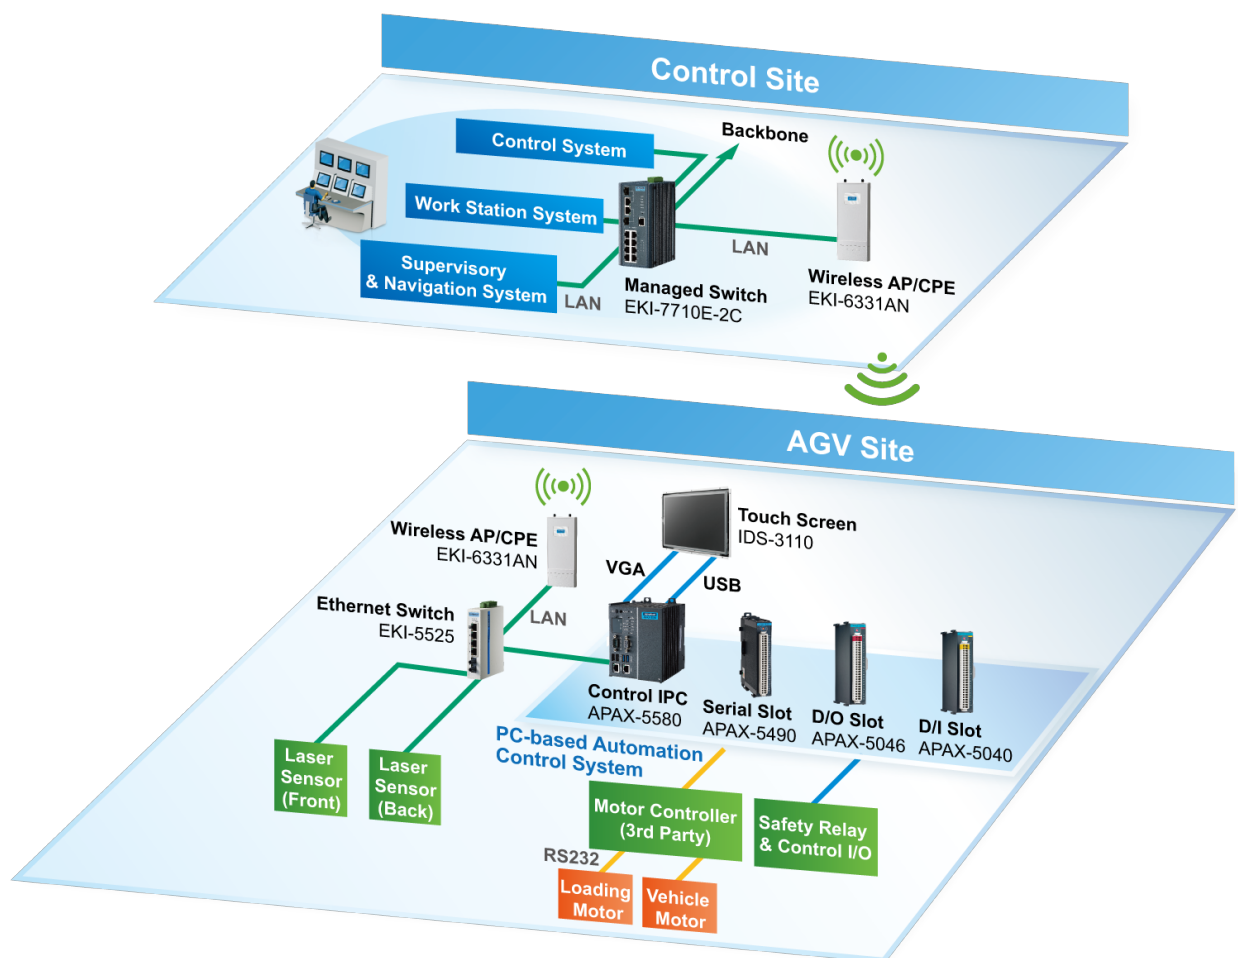 Control Site
Backbone
Control System
Work Station System
LAN
Supervisory
& Navigation System
LAN
Managed Switch
EKI-7710E-2C
Wireless AP/CPE
EKI-6331AN
AGV Site
Wireless AP/CPE
EKI-6331AN
Touch Screen
IDS-3110
VGA
USB
Ethernet Switch
EKI-5525
LAN
Control IPC
APAX-5580
Serial Slot
APAX-5490
D/O Slot
APAX-5046
D/I Slot
APAX-5040
PC-based Automation
Control System
Laser
Sensor
(Front)
Laser
Sensor
(Back)
Motor Controller
(3rd Party)
Safety Relay
& Control I/O
RS232
Loading
Motor
Vehicle
Motor